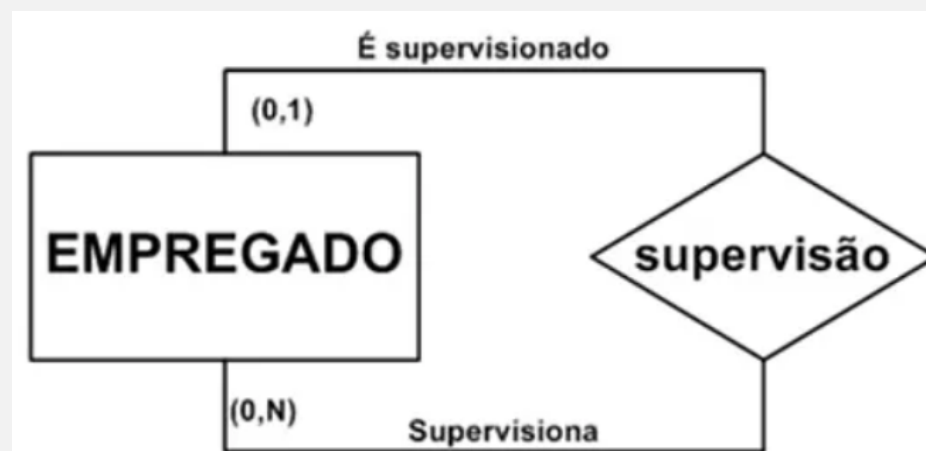 É supervisionado
(0,1)
EMPREGADO
supervisão
(0,N)
Supervisiona